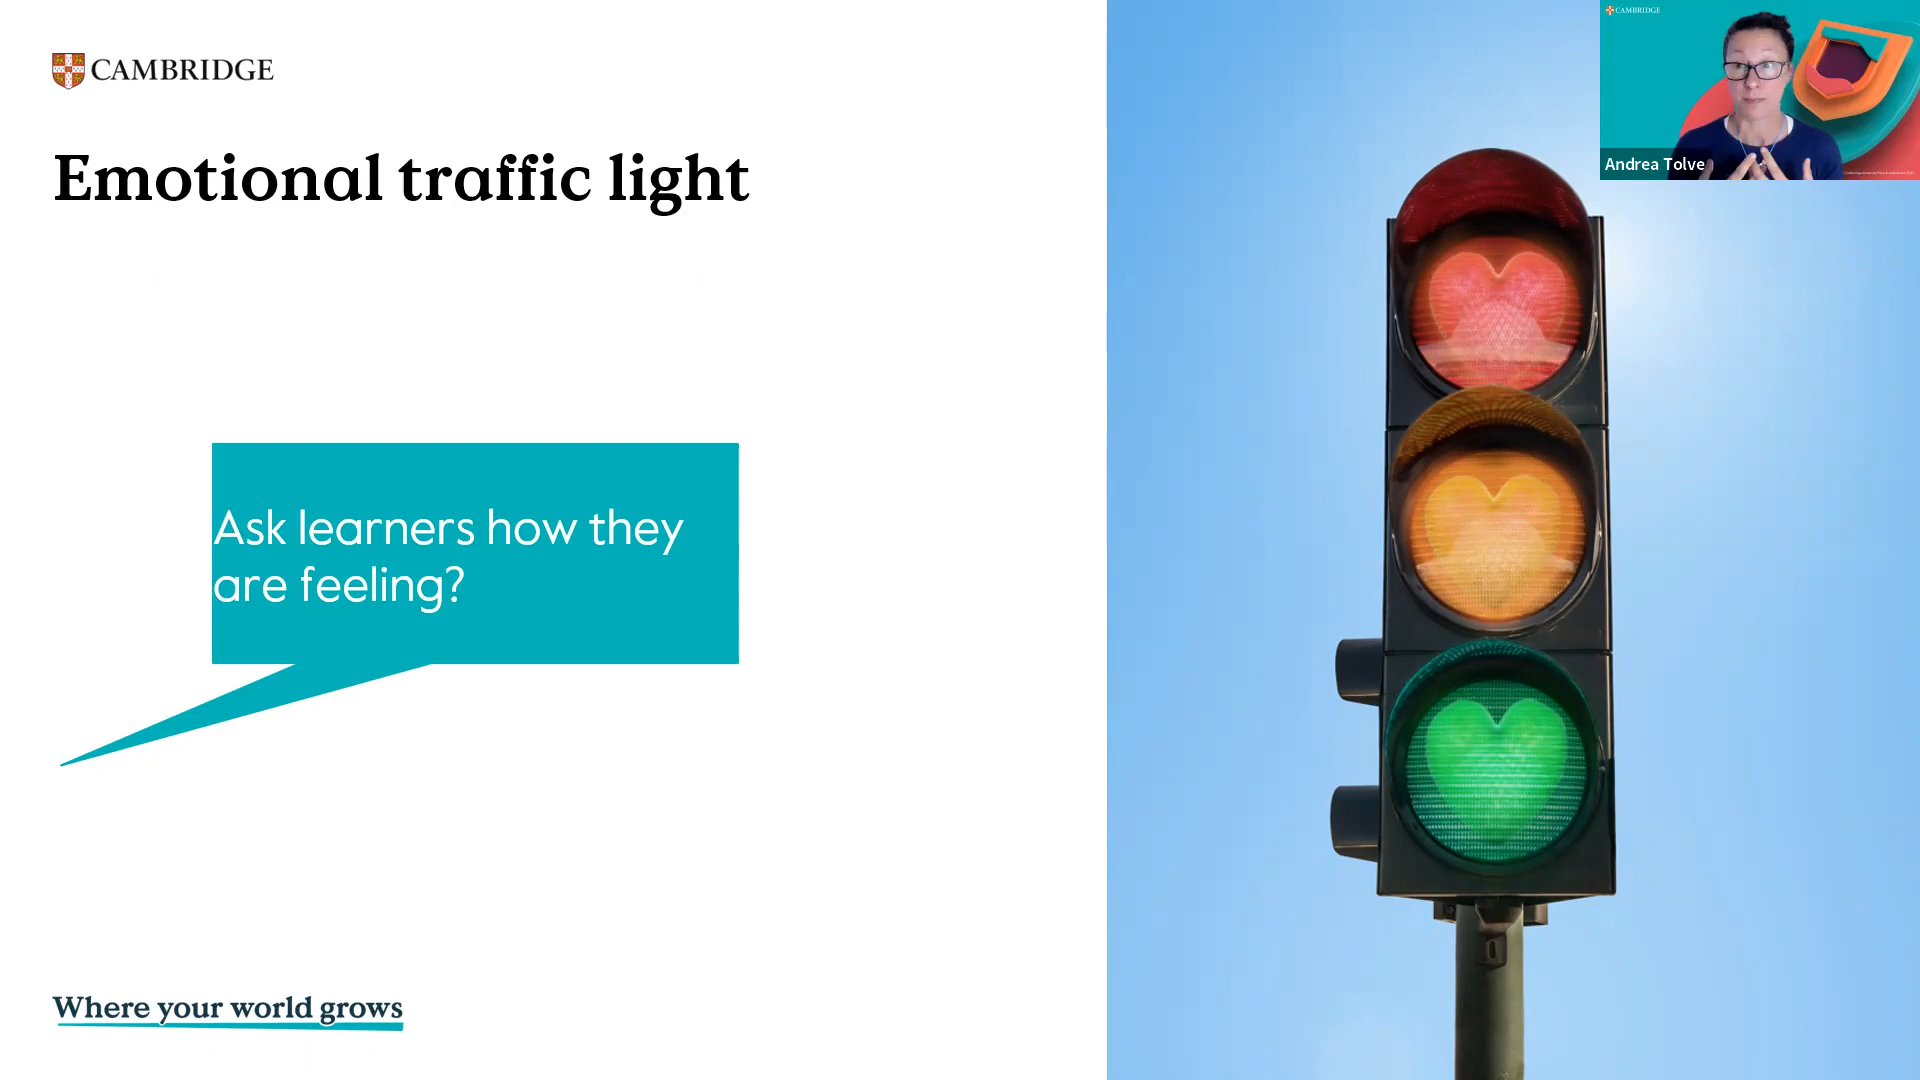 CAMBRIDGE
Emotional traffic light
Ask learners how they
are feeling?
Where your world grows
CAMBRIDGE
Andrea Tolve